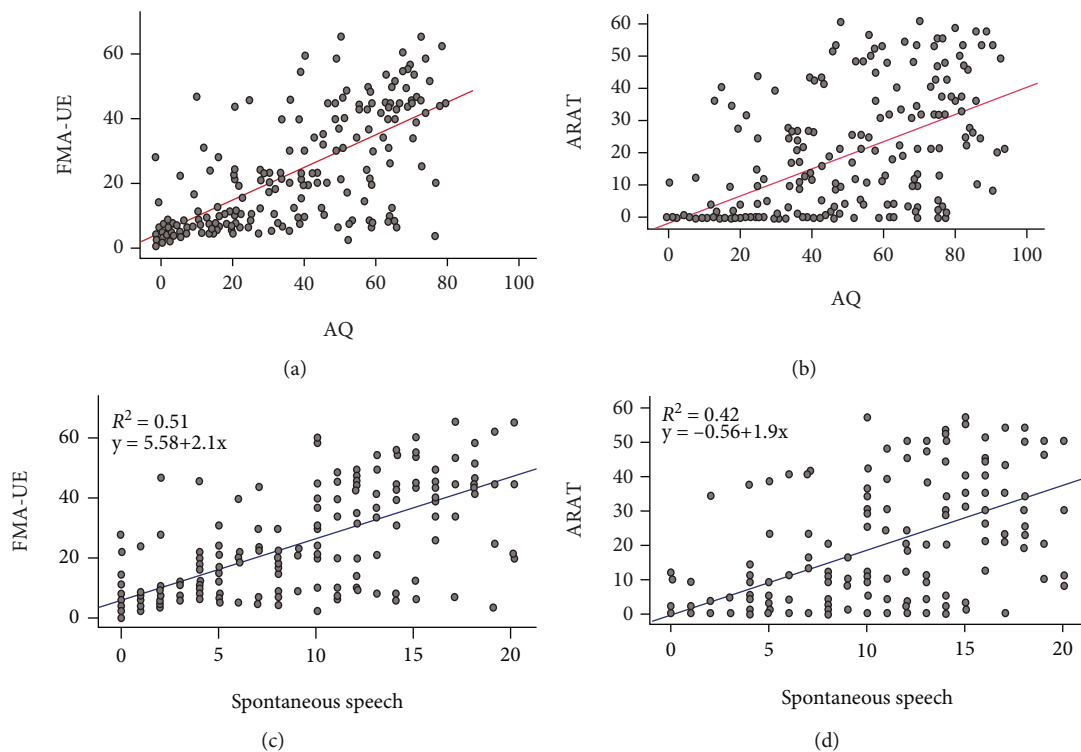 60
40
20
0
FMA-UE
0 20 40 60 80 100
AQ
(a)
60
50
40
30
20
10
0
ARAT
0 20 40 60 80 100
AQ
(b)
R² = 0.51
y = 5.58+2.1x
60
40
20
0
FMA-UE
0 5 10 15 20
Spontaneous speech
(c)
R² = 0.42
y = –0.56+1.9x
60
50
40
30
20
10
0
ARAT
0 5 10 15 20
Spontaneous speech
(d)